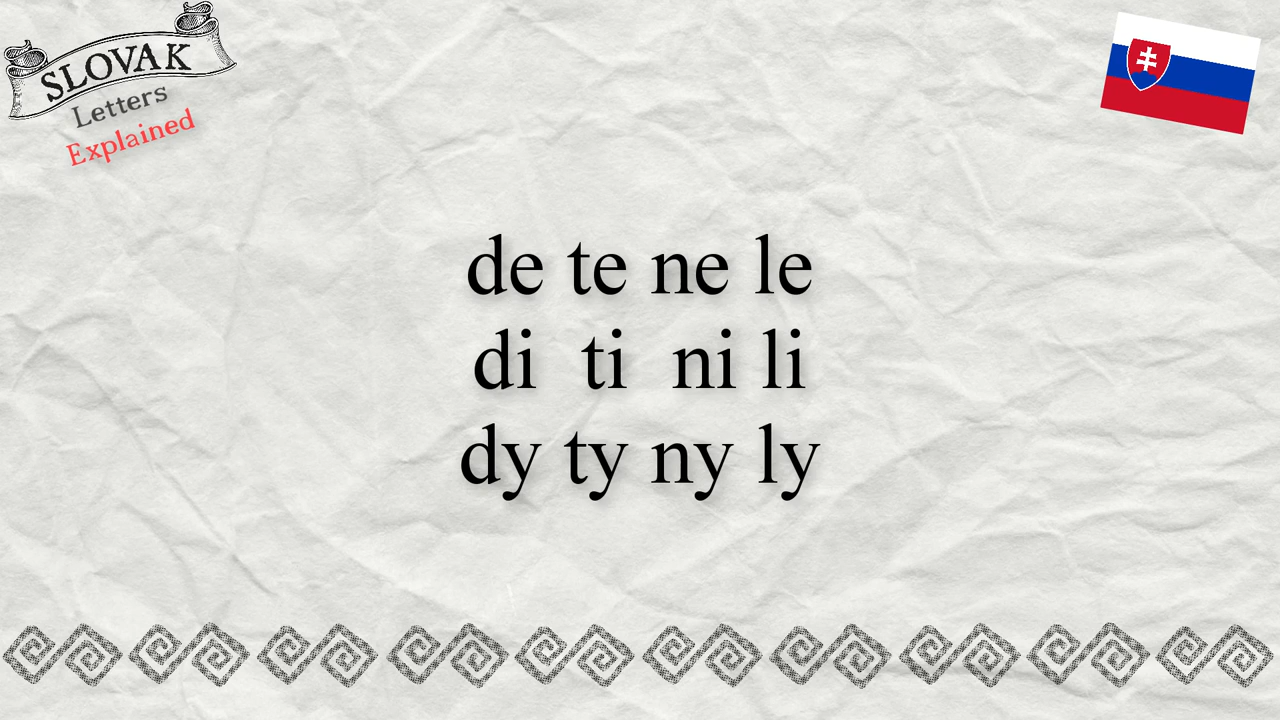 SLOVAK
Letters
Explained
de te ne le
di ti ni li
dy ty ny ly